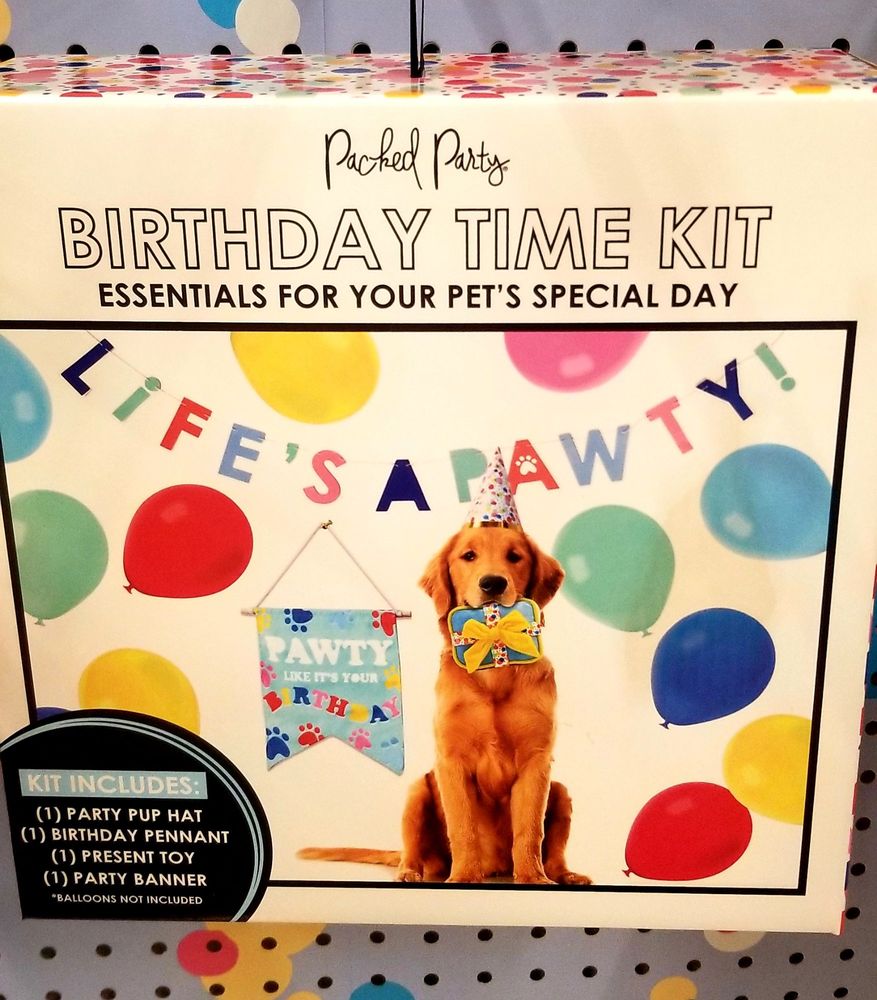 Packed Party®
BIRTHDAY TIME KIT
ESSENTIALS FOR YOUR PET'S SPECIAL DAY
LiFE'S A PAWTY!
PAWTY
LIKE IT'S YOUR
BIRTHDAY
KIT INCLUDES:
(1) PARTY PUP HAT
(1) BIRTHDAY PENNANT
(1) PRESENT TOY
(1) PARTY BANNER
*BALLOONS NOT INCLUDED